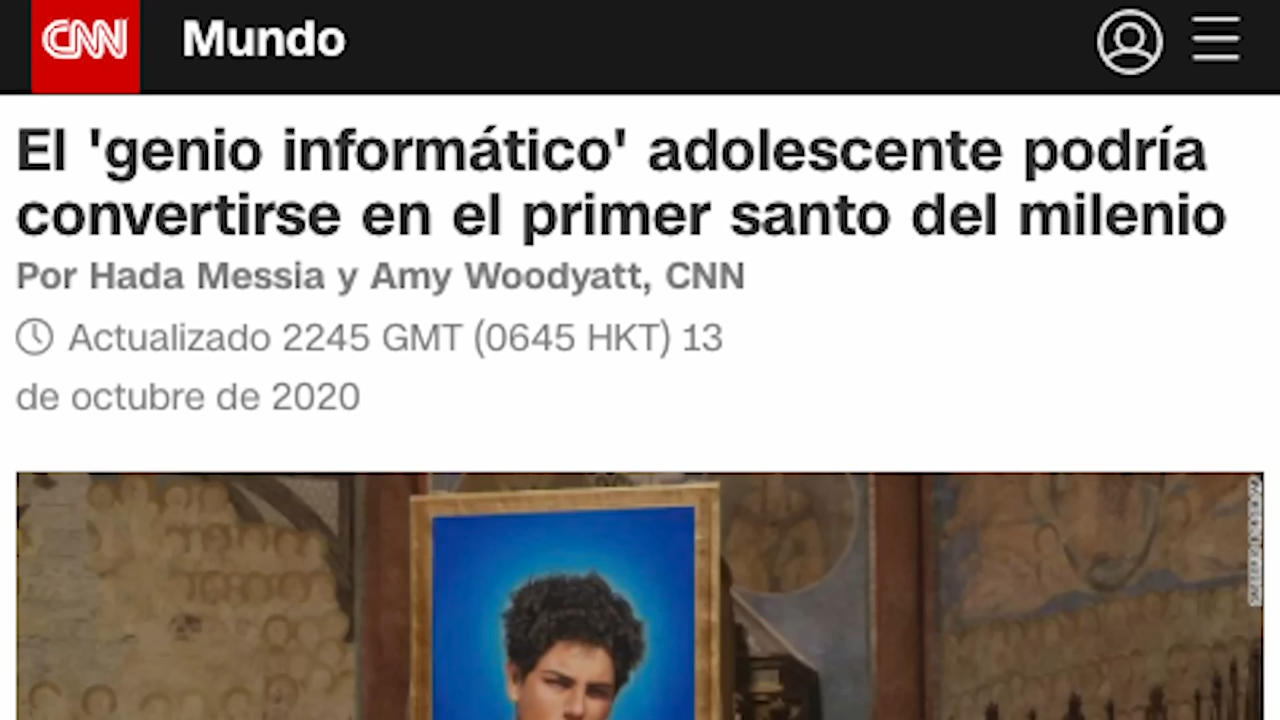 CNN Mundo
El 'genio informático' adolescente podría
convertirse en el primer santo del milenio
Por Hada Messia y Amy Woodyatt, CNN
Actualizado 2245 GMT (0645 HKT) 13
de octubre de 2020